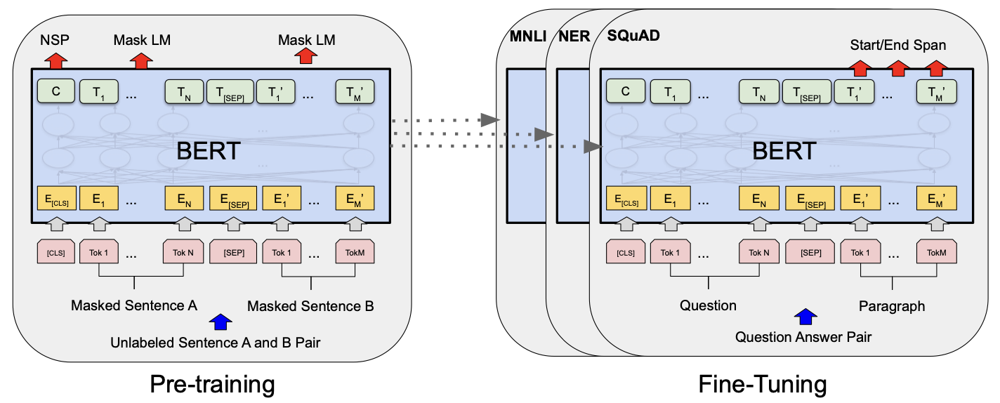 NSP Mask LM Mask LM
C T1 ... TN T[SEP] T1’ ... TM’
...
BERT
...
E[CLS] E1 ... EN E[SEP] E1’ ... EM’
[CLS] Tok 1 ... Tok N [SEP] Tok 1 ... TokM
Masked Sentence A Masked Sentence B
Unlabeled Sentence A and B Pair
Pre-training
MNLI NER SQuAD
Start/End Span
C T1 ... TN T[SEP] T1’ ... TM’
...
BERT
...
E[CLS] E1 ... EN E[SEP] E1’ ... EM’
[CLS] Tok 1 ... Tok N [SEP] Tok 1 ... TokM
Question Paragraph
Question Answer Pair
Fine-Tuning